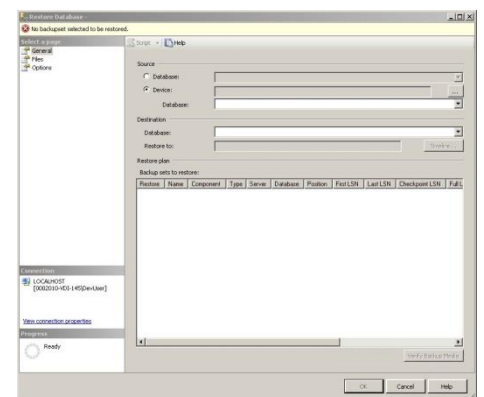 Restore Database -
No backupset selected to be restored.
Select a page
General
Files
Options
Script Help
Source
Database:
Device:
...
Database:
Destination
Database:
Restore to:
Timeline...
Restore plan
Backup sets to restore:
Restore Name Component Type Server Database Position First LSN Last LSN Checkpoint LSN Full L
Connection
LOCALHOST
View connection properties
Progress
Ready
Verify Backup Media
OK Cancel Help